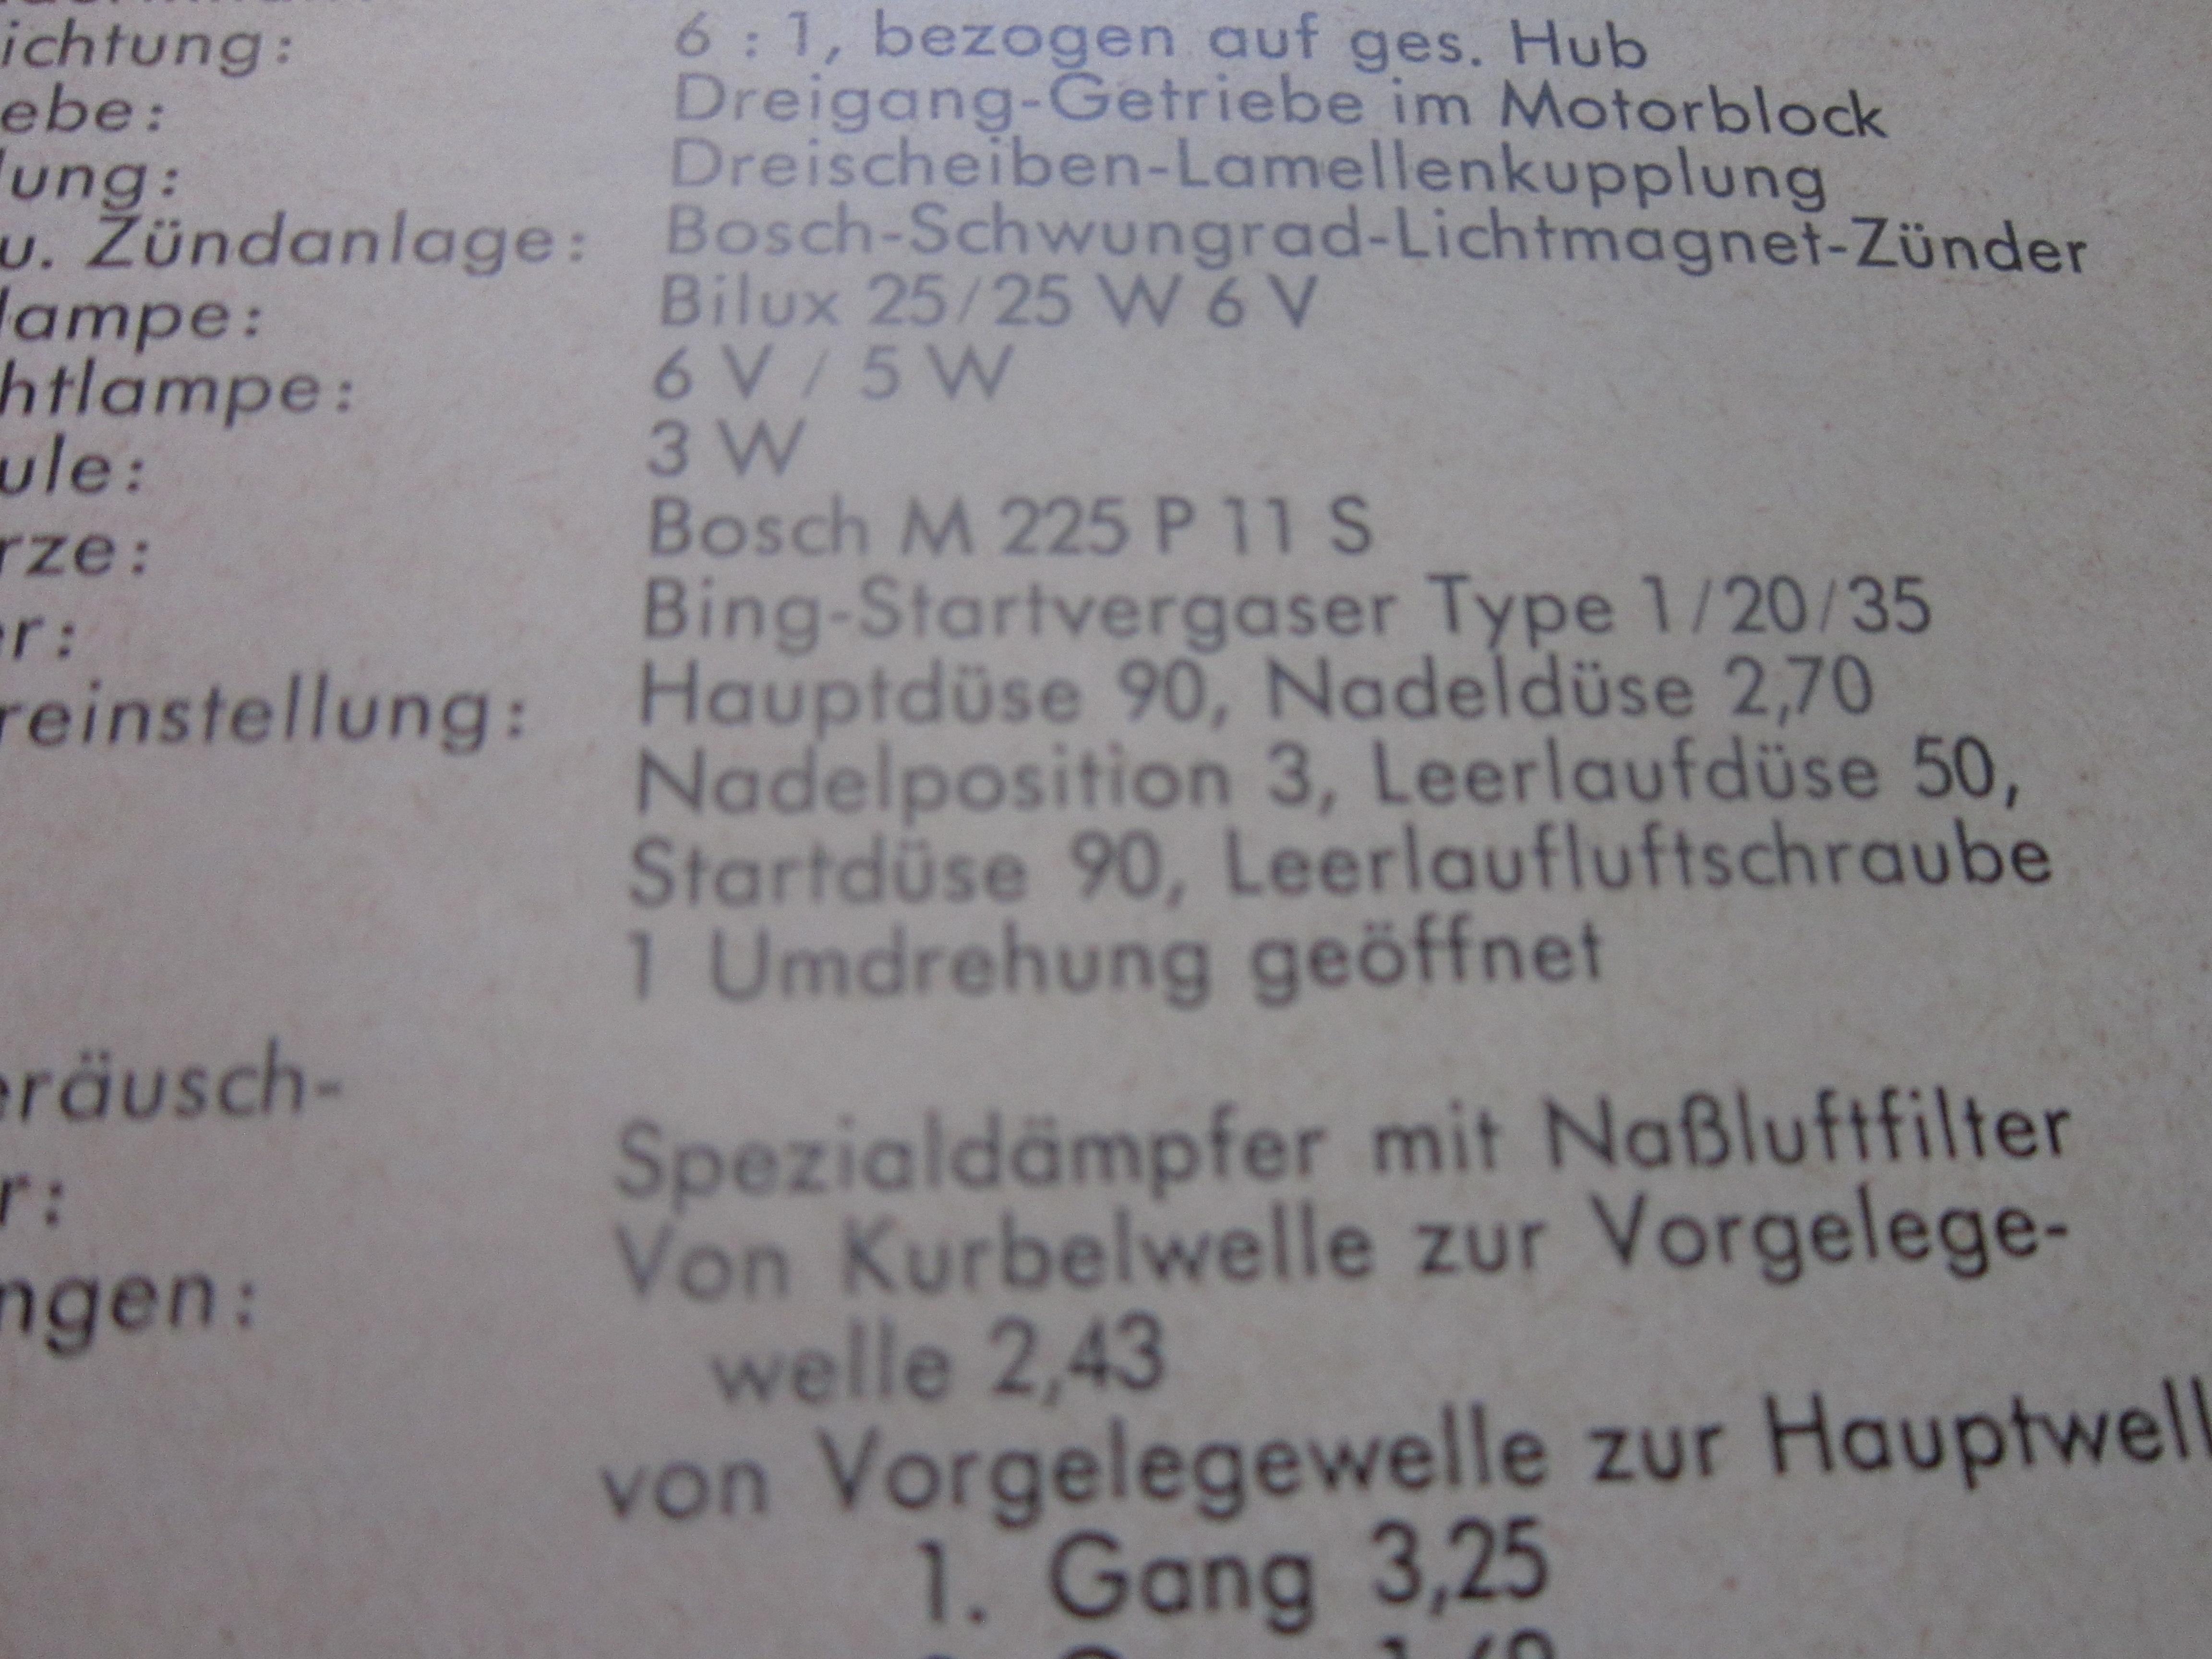 ichtung: 6 : 1, bezogen auf ges. Hub
ebe: Dreigang-Getriebe im Motorblock
lung: Dreischeiben-Lamellenkupplung
u. Zündanlage: Bosch-Schwungrad-Lichtmagnet-Zünder
lampe: Bilux 25/25 W 6 V
htlampe: 6 V / 5 W
ule: 3 W
rze: Bosch M 225 P 11 S
er: Bing-Startvergaser Type 1/20/35
reinstellung: Hauptdüse 90, Nadeldüse 2,70
Nadelposition 3, Leerlaufdüse 50,
Startdüse 90, Leerlaufluftschraube
1 Umdrehung geöffnet
eräusch-
r: Spezialdämpfer mit Naßluftfilter
ngen: Von Kurbelwelle zur Vorgelege-
welle 2,43
von Vorgelegewelle zur Hauptwell
1. Gang 3,25